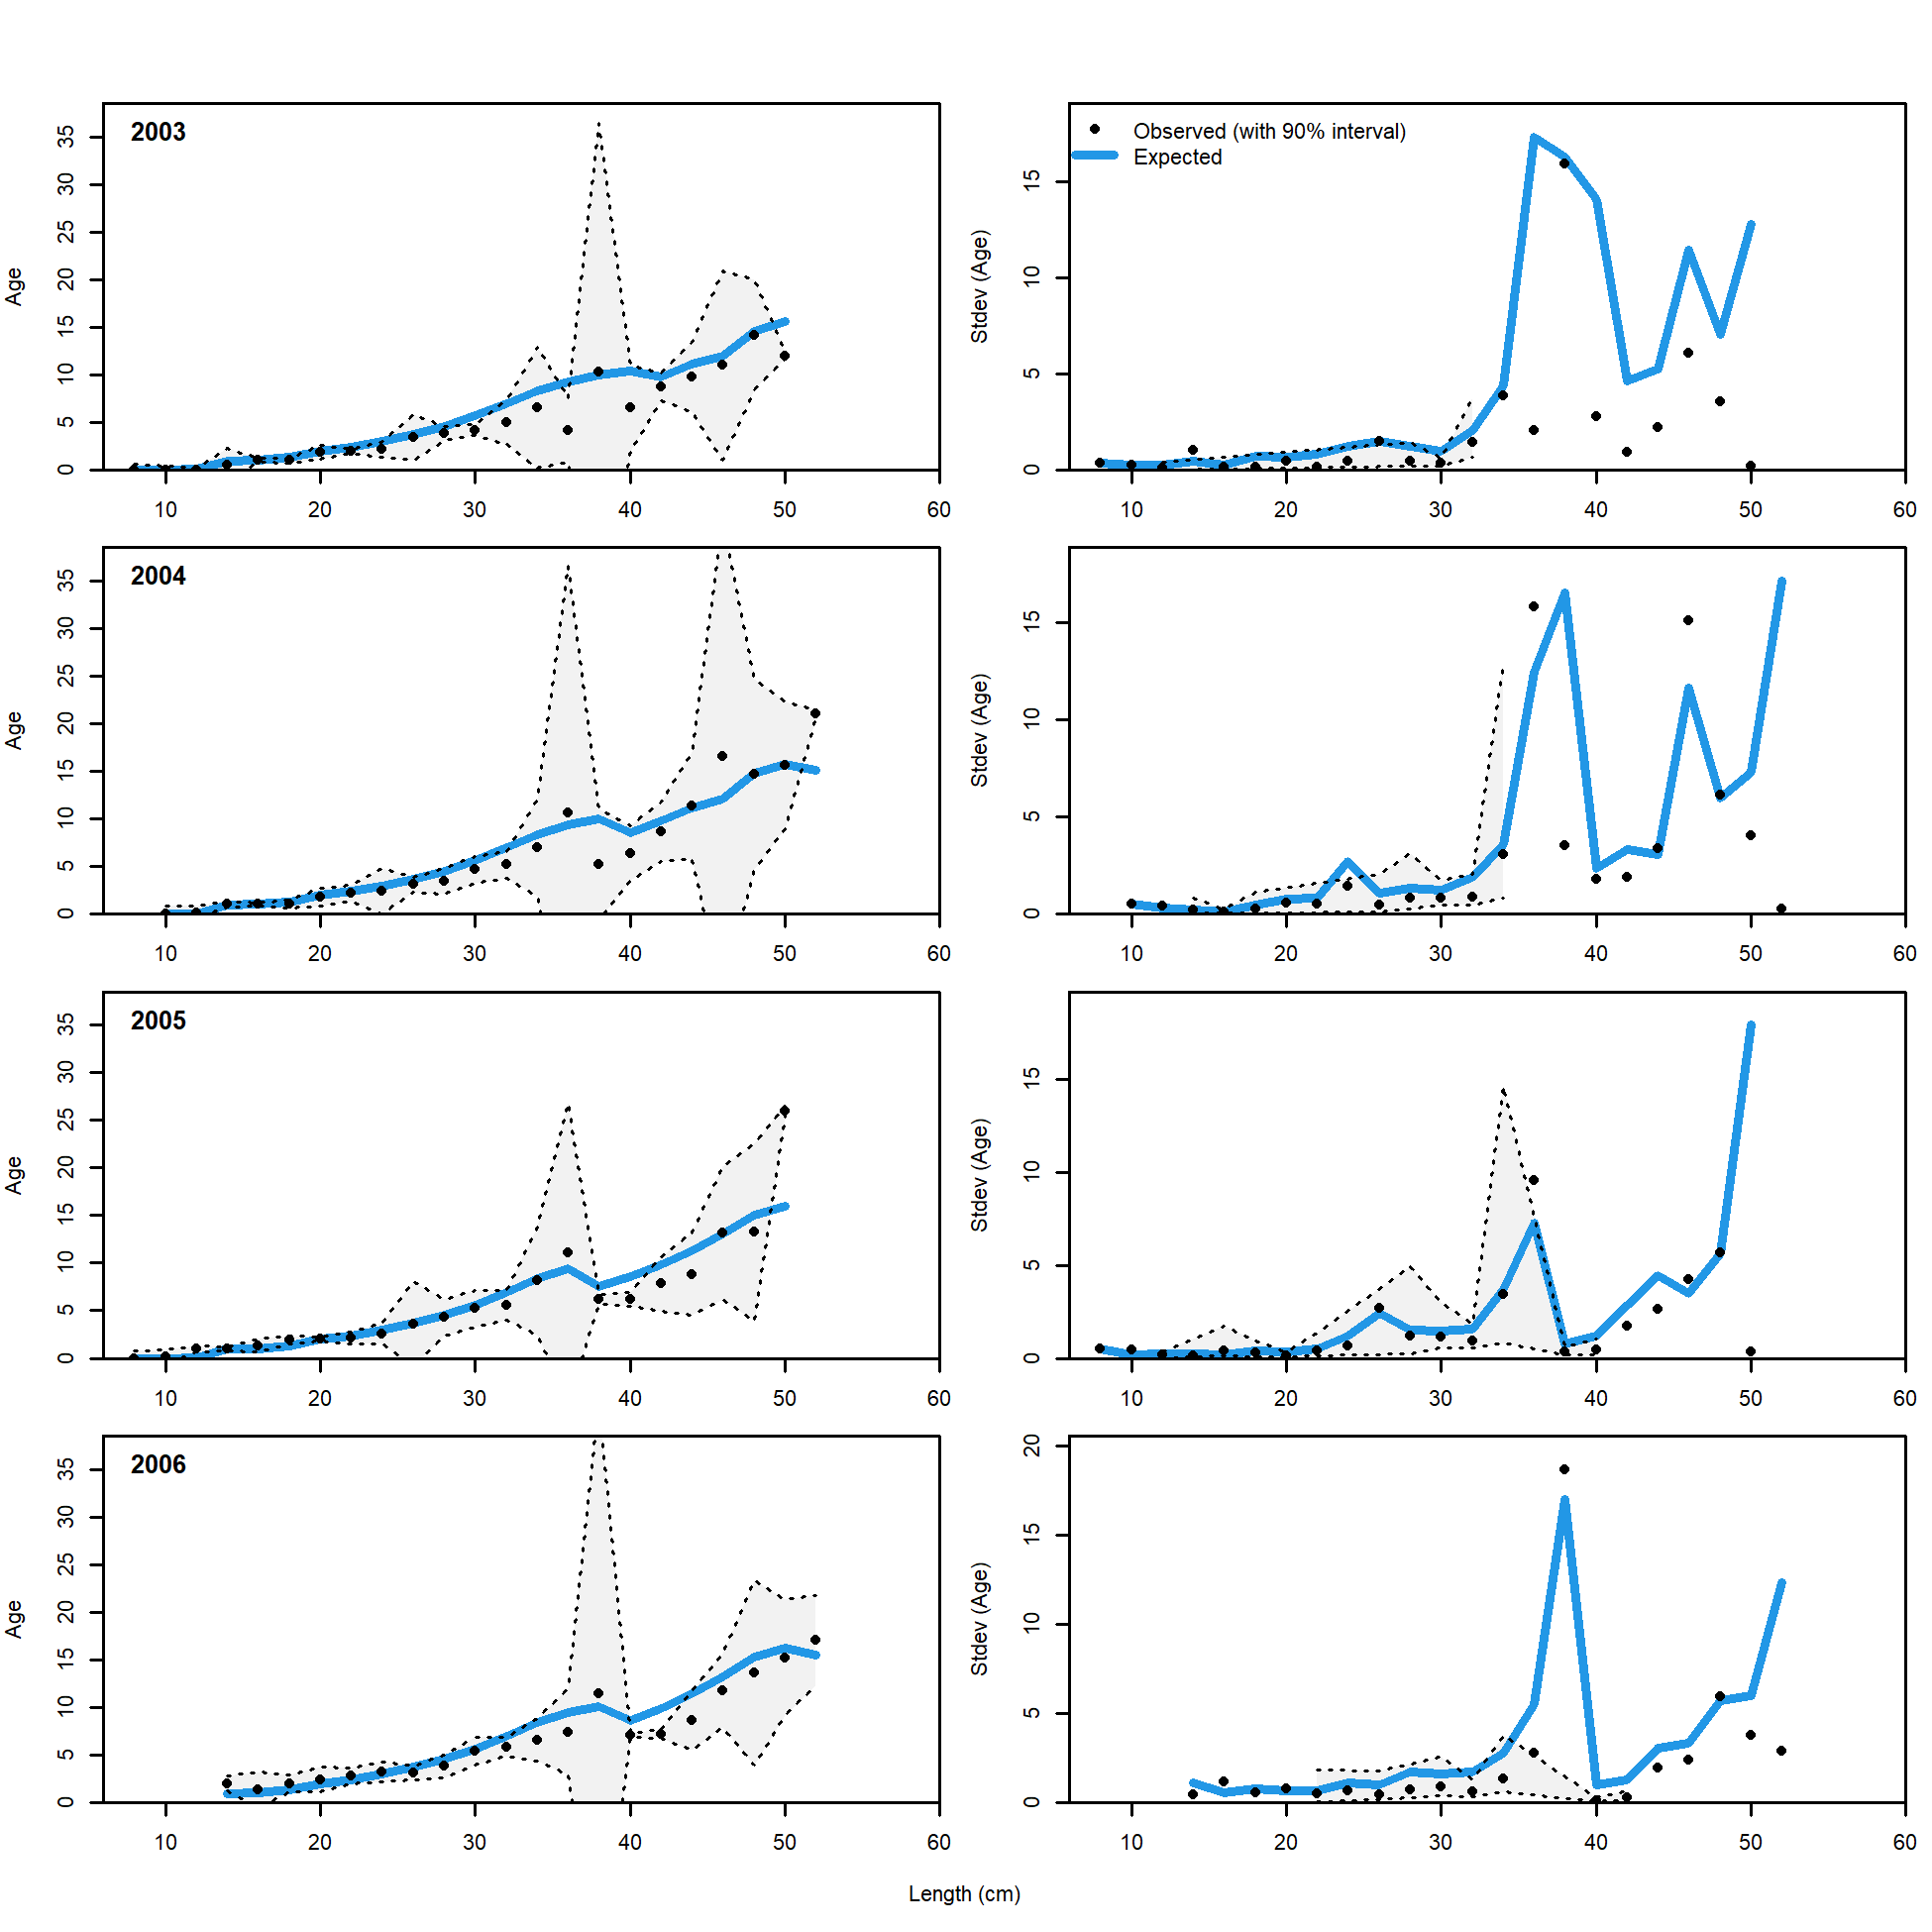 2003
Age
0 5 10 15 20 25 30 35
10 20 30 40 50 60
Observed (with 90% interval)
Expected
Stdev (Age)
0 5 10 15
10 20 30 40 50 60
2004
Age
0 5 10 15 20 25 30 35
10 20 30 40 50 60
Stdev (Age)
0 5 10 15
10 20 30 40 50 60
2005
Age
0 5 10 15 20 25 30 35
10 20 30 40 50 60
Stdev (Age)
0 5 10 15
10 20 30 40 50 60
2006
Age
0 5 10 15 20 25 30 35
10 20 30 40 50 60
Stdev (Age)
0 5 10 15 20
10 20 30 40 50 60
Length (cm)